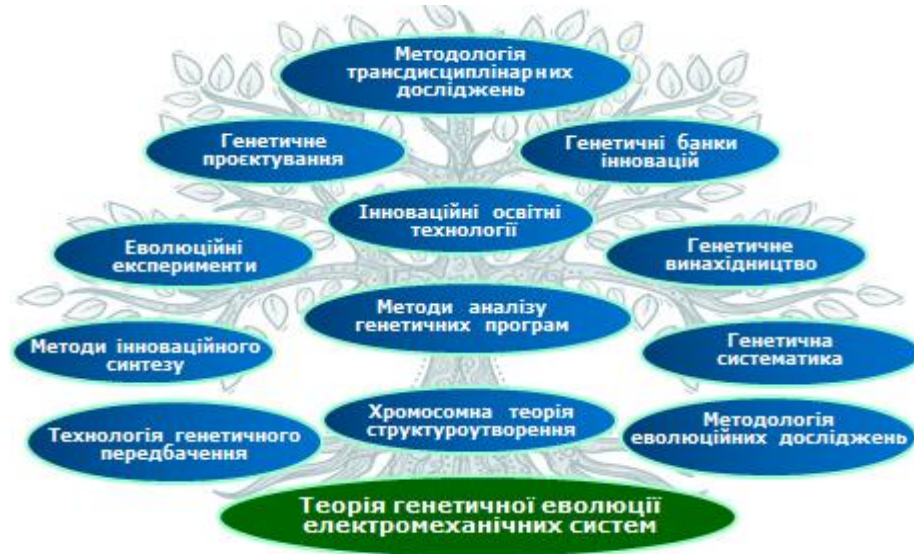 Методологія
трансдисциплінарних
досліджень
Генетичне
проєктування
Генетичні банки
інновацій
Інноваційні освітні
технології
Еволюційні
експерименти
Генетичне
винахідництво
Методи аналізу
генетичних програм
Методи інноваційного
синтезу
Генетична
систематика
Хромосомна теорія
структуроутворення
Технологія генетичного
передбачення
Методологія
еволюційних досліджень
Теорія генетичної еволюції
електромеханічних систем